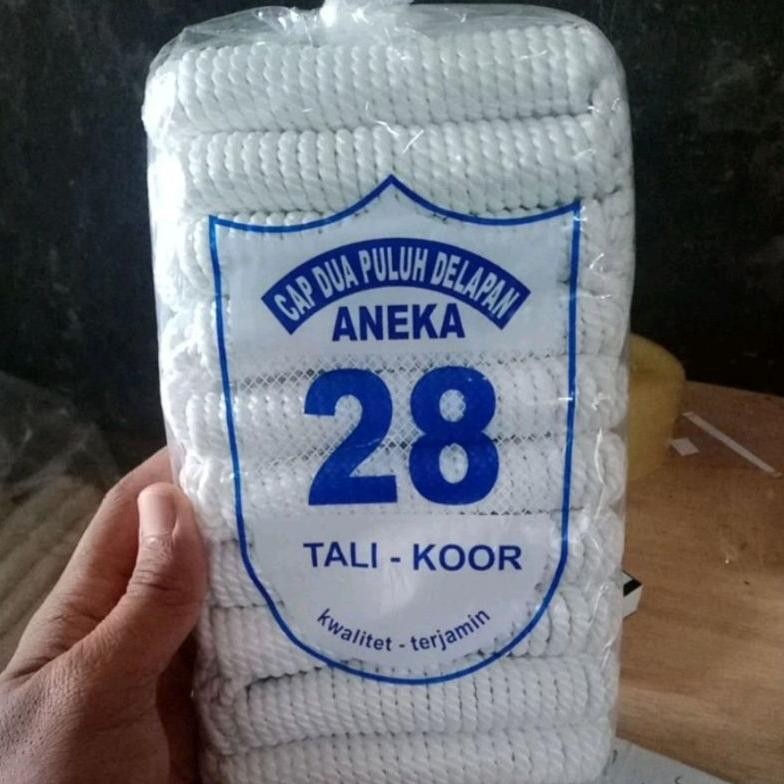 CAP DUA PULUH DELAPAN
ANEKA
28
TALI - KOOR
kwalitet - terjamin